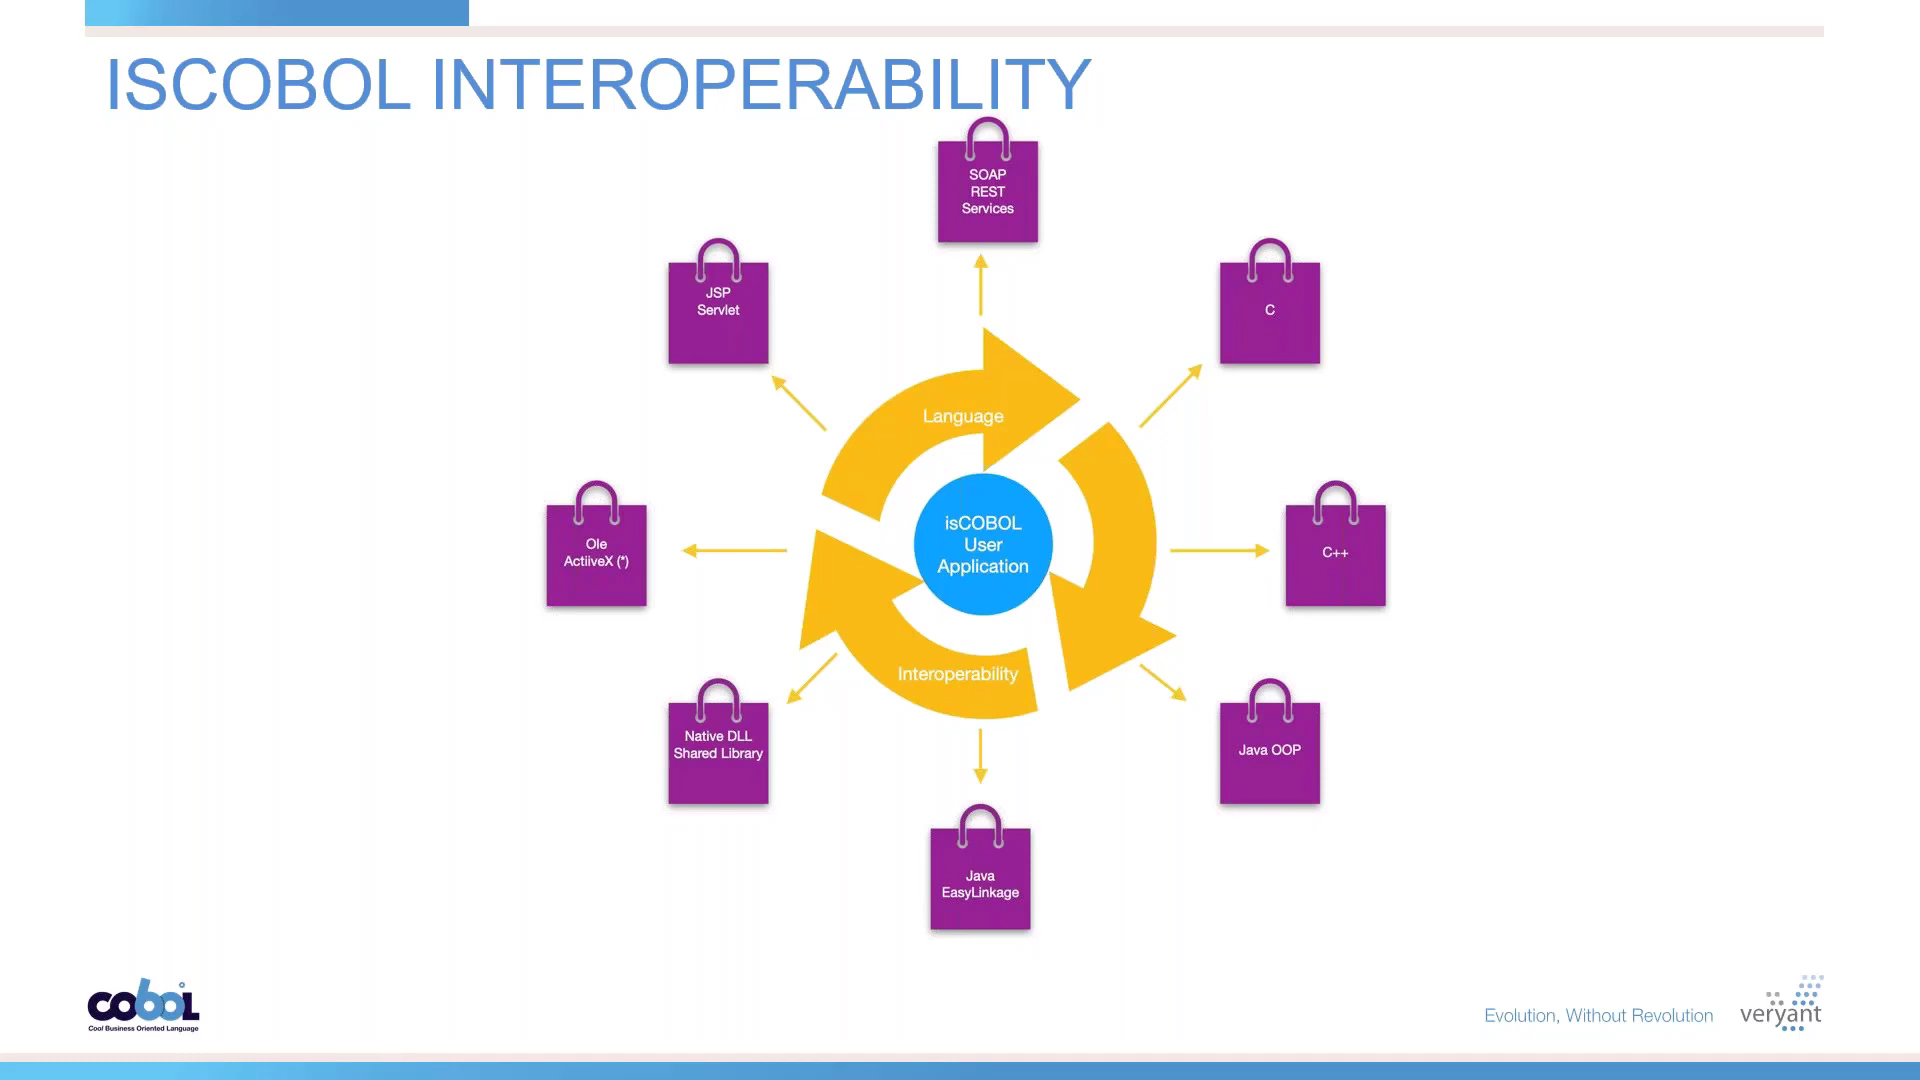 ISCOBOL INTEROPERABILITY
SOAP
REST
Services
JSP
Servlet
C
Language
isCOBOL
User
Application
Ole
ActiiveX (*)
C++
Interoperability
Native DLL
Shared Library
Java OOP
Java
EasyLinkage
cobol
Cool Business Oriented Language
Evolution, Without Revolution
veryant